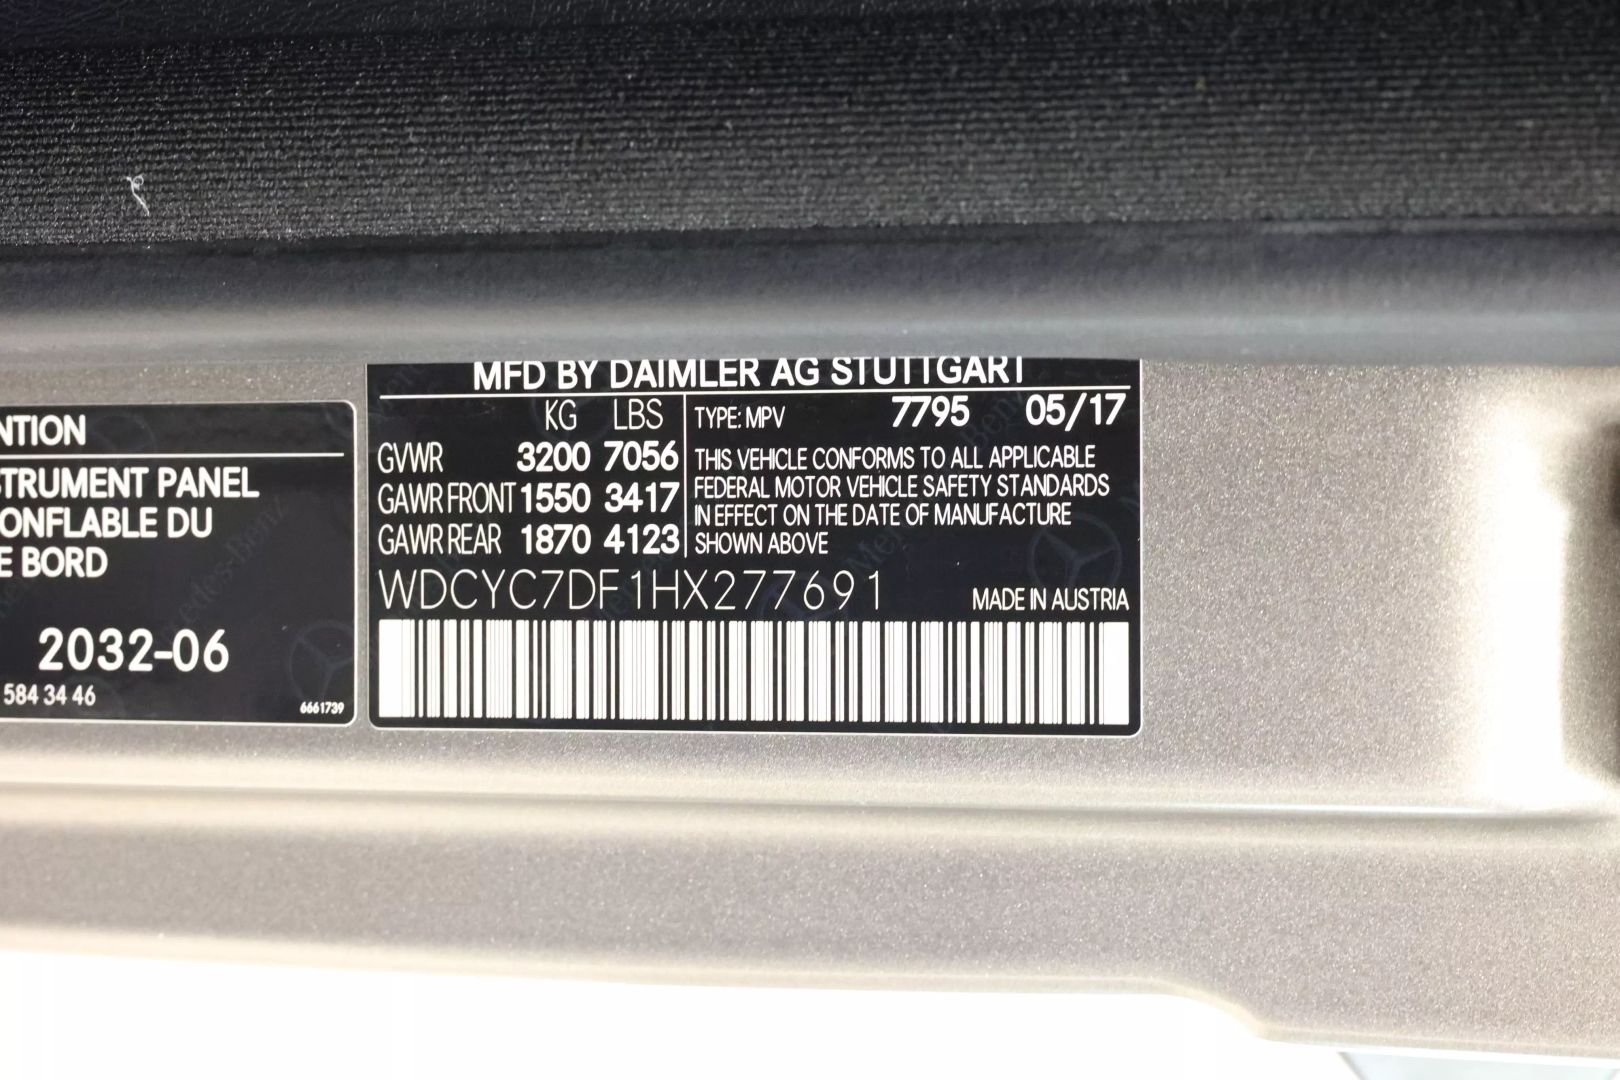 NTION
STRUMENT PANEL
ONFLABLE DU
E BORD
2032-06
584 34 46
6661739
MFD BY DAIMLER AG STUTTGART
KG LBS
GVWR 3200 7056
GAWR FRONT 1550 3417
GAWR REAR 1870 4123
TYPE: MPV 7795 05/17
THIS VEHICLE CONFORMS TO ALL APPLICABLE
FEDERAL MOTOR VEHICLE SAFETY STANDARDS
IN EFFECT ON THE DATE OF MANUFACTURE
SHOWN ABOVE
WDCYC7DF1HX277691
MADE IN AUSTRIA